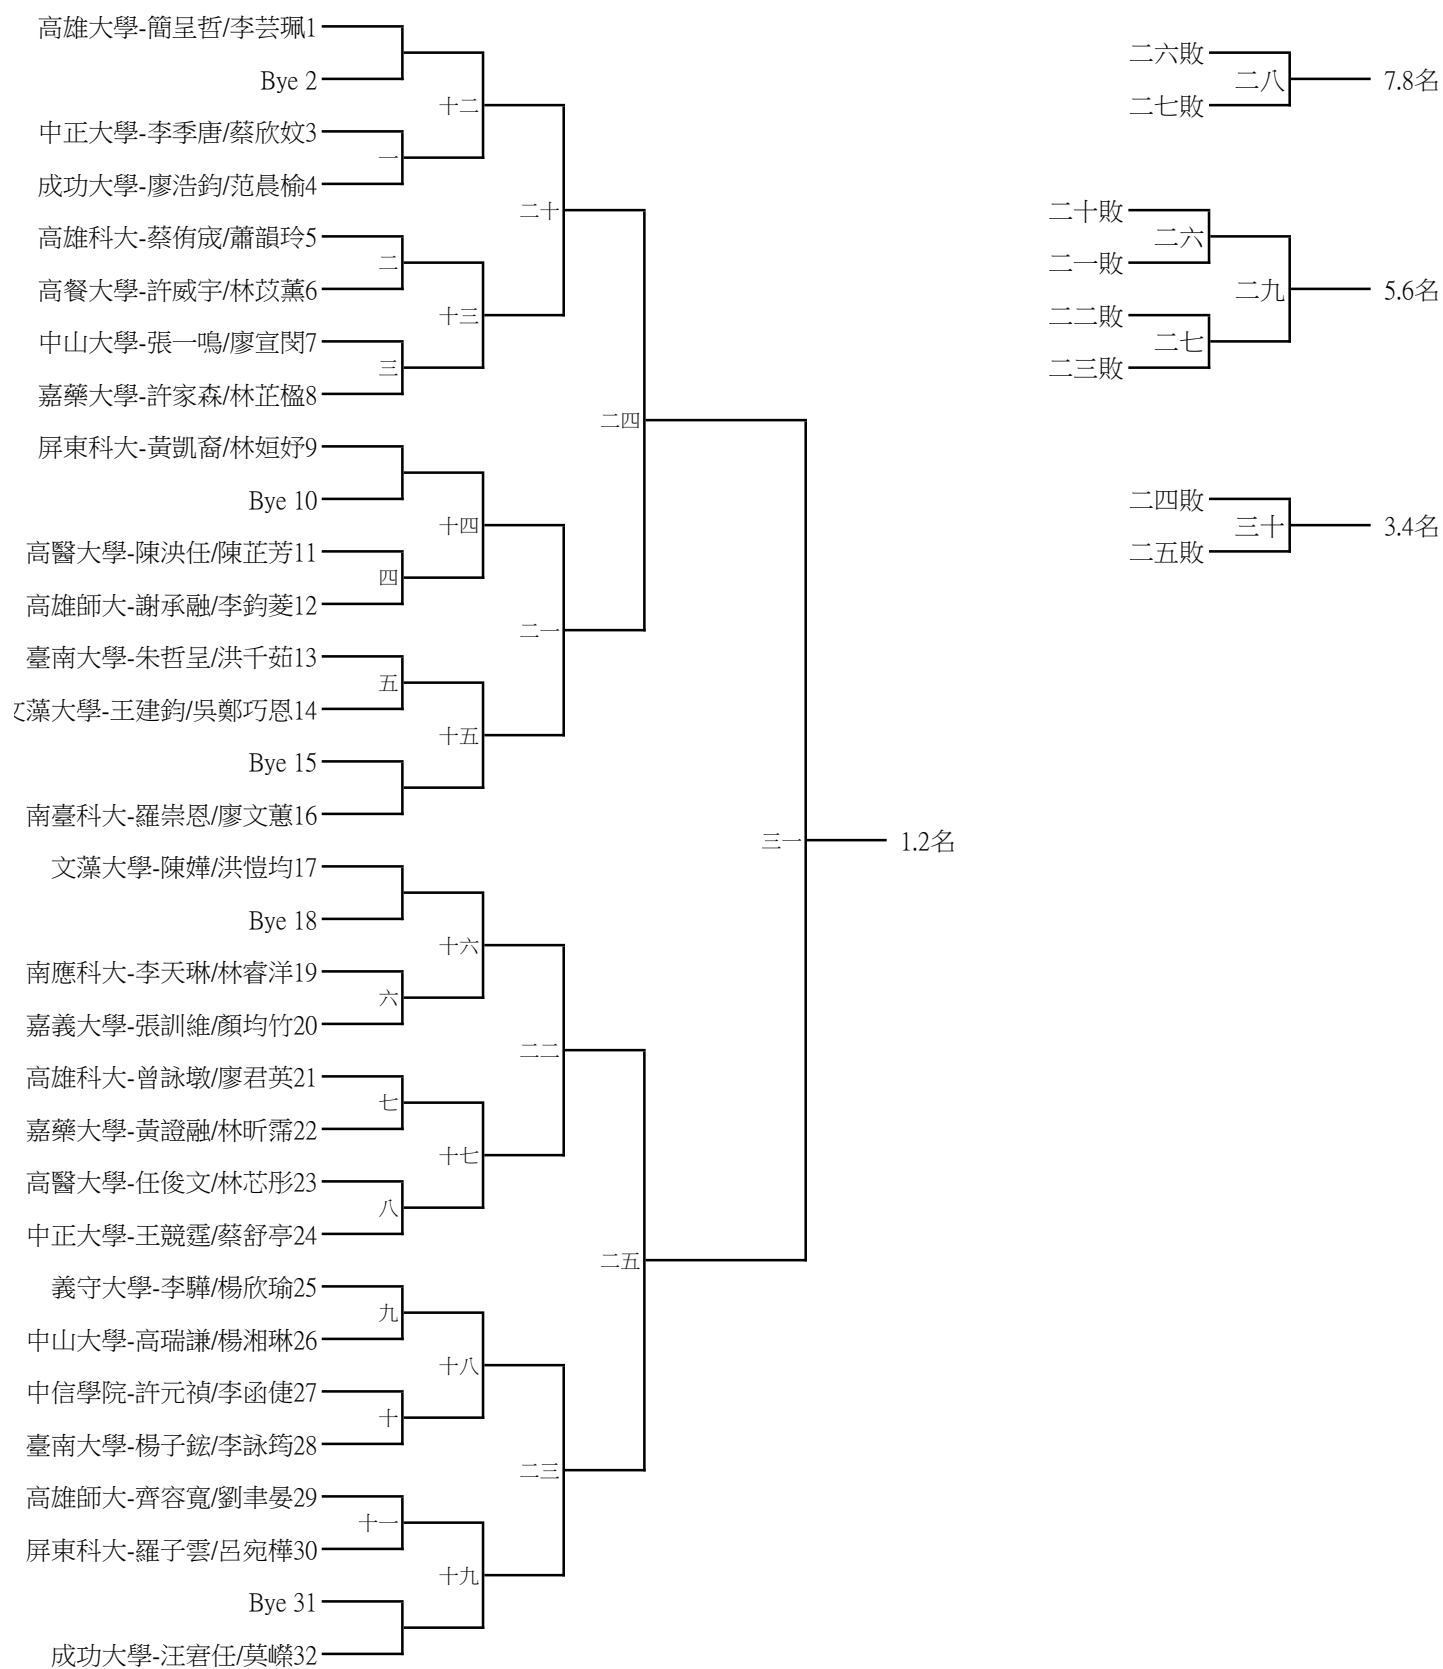 高雄大學-簡呈哲/李芸珮1
Bye 2
十二
中正大學-李季唐/蔡欣妏3
一
成功大學-廖浩鈞/范晨榆4
二十
高雄科大-蔡侑宬/蕭韻玲5
二
高餐大學-許威宇/林苡薰6
十三
中山大學-張一鳴/廖宣閔7
三
嘉藥大學-許家森/林芷楹8
二四
屏東科大-黃凱裔/林姮妤9
Bye 10
十四
高醫大學-陳泱任/陳芷芳11
四
高雄師大-謝承融/李鈞菱12
二一
臺南大學-朱哲呈/洪千茹13
五
文藻大學-王建鈞/吳鄭巧恩14
十五
Bye 15
南臺科大-羅崇恩/廖文蕙16
三一
1.2名
文藻大學-陳嬅/洪愷均17
Bye 18
十六
南應科大-李天琳/林睿洋19
六
嘉義大學-張訓維/顏均竹20
二二
高雄科大-曾詠墩/廖君英21
七
嘉藥大學-黃證融/林昕霈22
十七
高醫大學-任俊文/林芯彤23
八
中正大學-王競霆/蔡舒亭24
二五
義守大學-李驊/楊欣瑜25
九
中山大學-高瑞謙/楊湘琳26
十八
中信學院-許元禎/李函倢27
十
臺南大學-楊子鋐/李詠筠28
二三
高雄師大-齊容寬/劉聿晏29
十一
屏東科大-羅子雲/呂宛樺30
十九
Bye 31
成功大學-汪宭任/莫嶸32
二六敗
二八
7.8名
二七敗
二十敗
二六
二一敗
二九
5.6名
二二敗
二七
二三敗
二四敗
三十
3.4名
二五敗